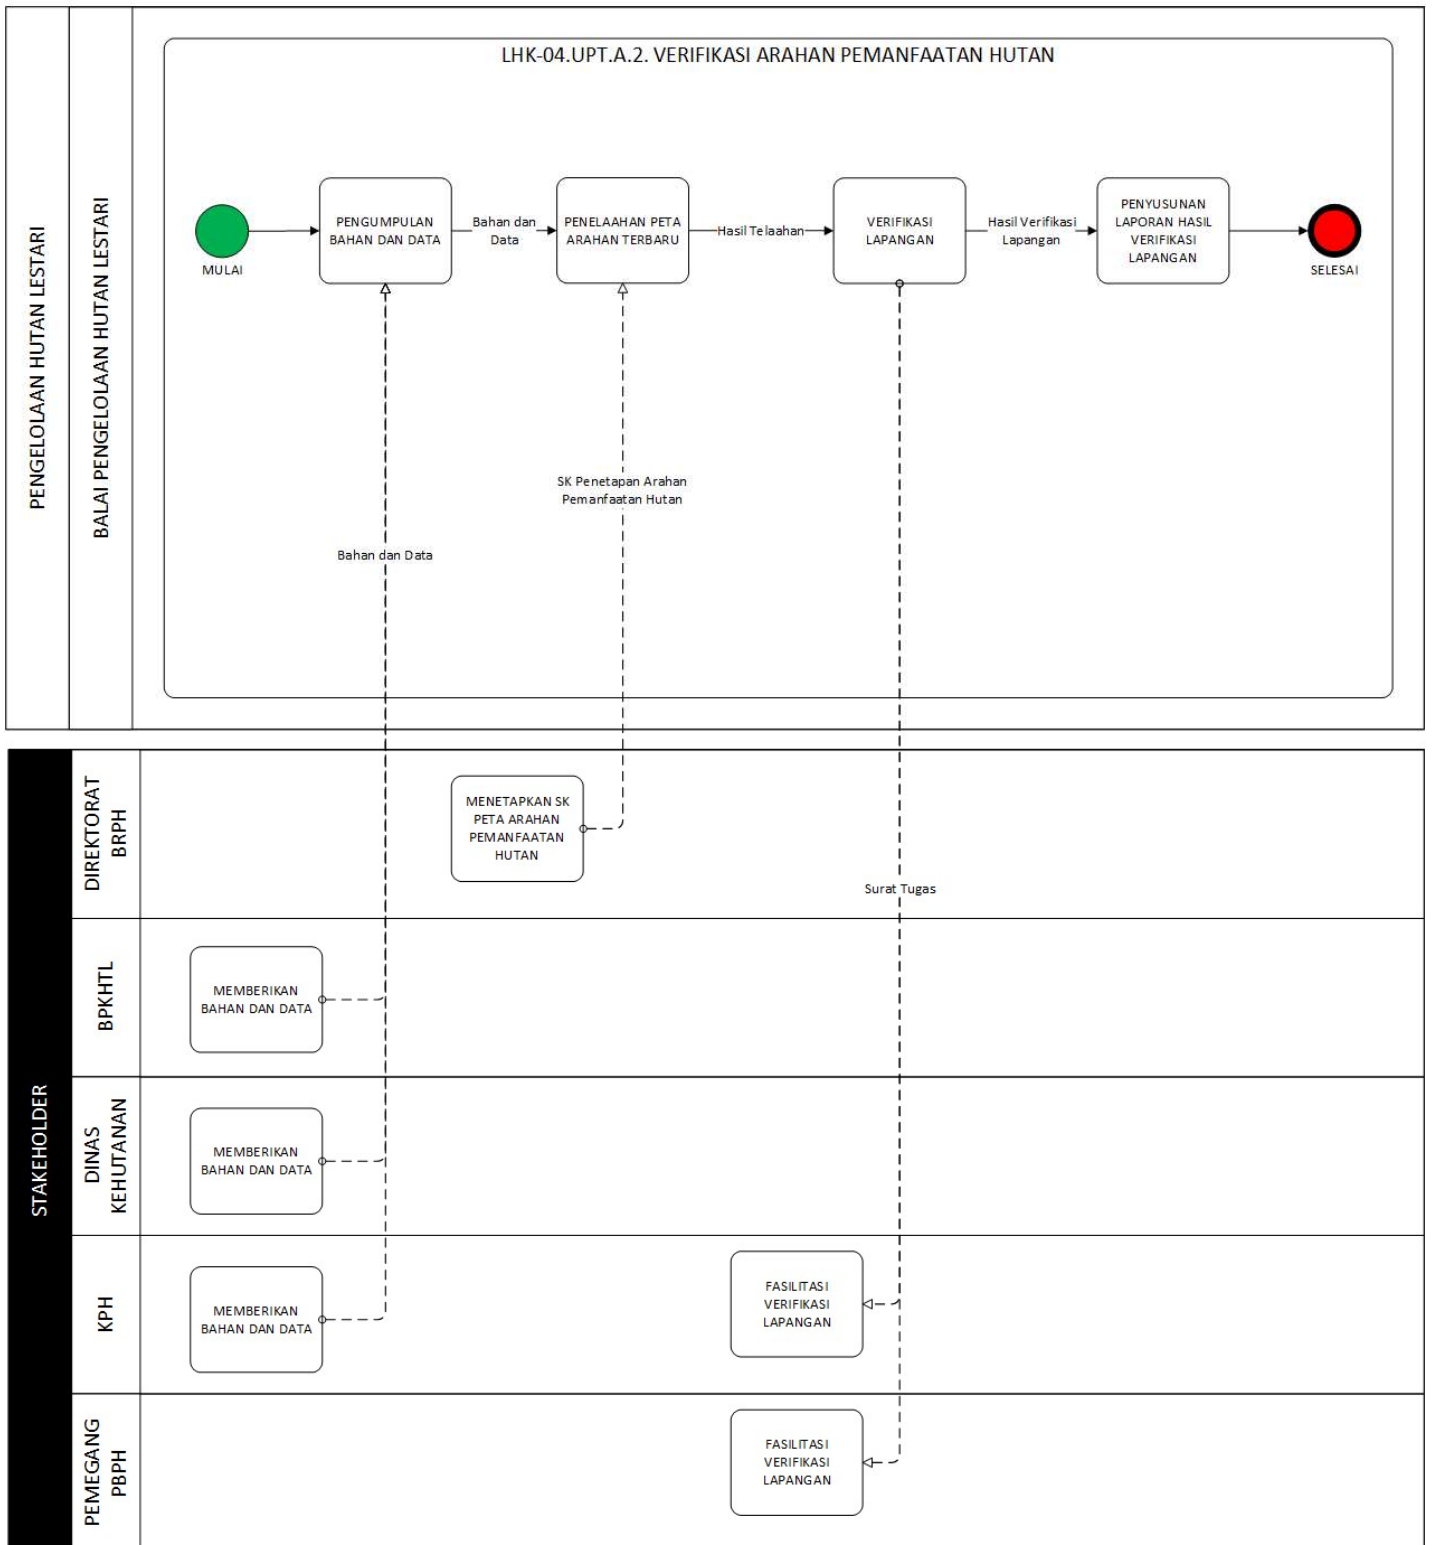 LHK-04.UPT.A.2. VERIFIKASI ARAHAN PEMANFAATAN HUTAN
PENGELOLAAN HUTAN LESTARI
BALAI PENGELOLAAN HUTAN LESTARI
MULAI
PENGUMPULAN
BAHAN DAN DATA
Bahan dan
Data
PENELAAHAN PETA
ARAHAN TERBARU
Hasil Telaahan
VERIFIKASI
LAPANGAN
Hasil Verifikasi
Lapangan
PENYUSUNAN
LAPORAN HASIL
VERIFIKASI
LAPANGAN
SELESAI
SK Penetapan Arahan
Pemanfaatan Hutan
Bahan dan Data
STAKEHOLDER
DIREKTORAT
BRPH
MENETAPKAN SK
PETA ARAHAN
PEMANFAATAN
HUTAN
Surat Tugas
BPKHTL
MEMBERIKAN
BAHAN DAN DATA
DINAS
KEHUTANAN
MEMBERIKAN
BAHAN DAN DATA
KPH
MEMBERIKAN
BAHAN DAN DATA
FASILITASI
VERIFIKASI
LAPANGAN
PEMEGANG
PBPH
FASILITASI
VERIFIKASI
LAPANGAN